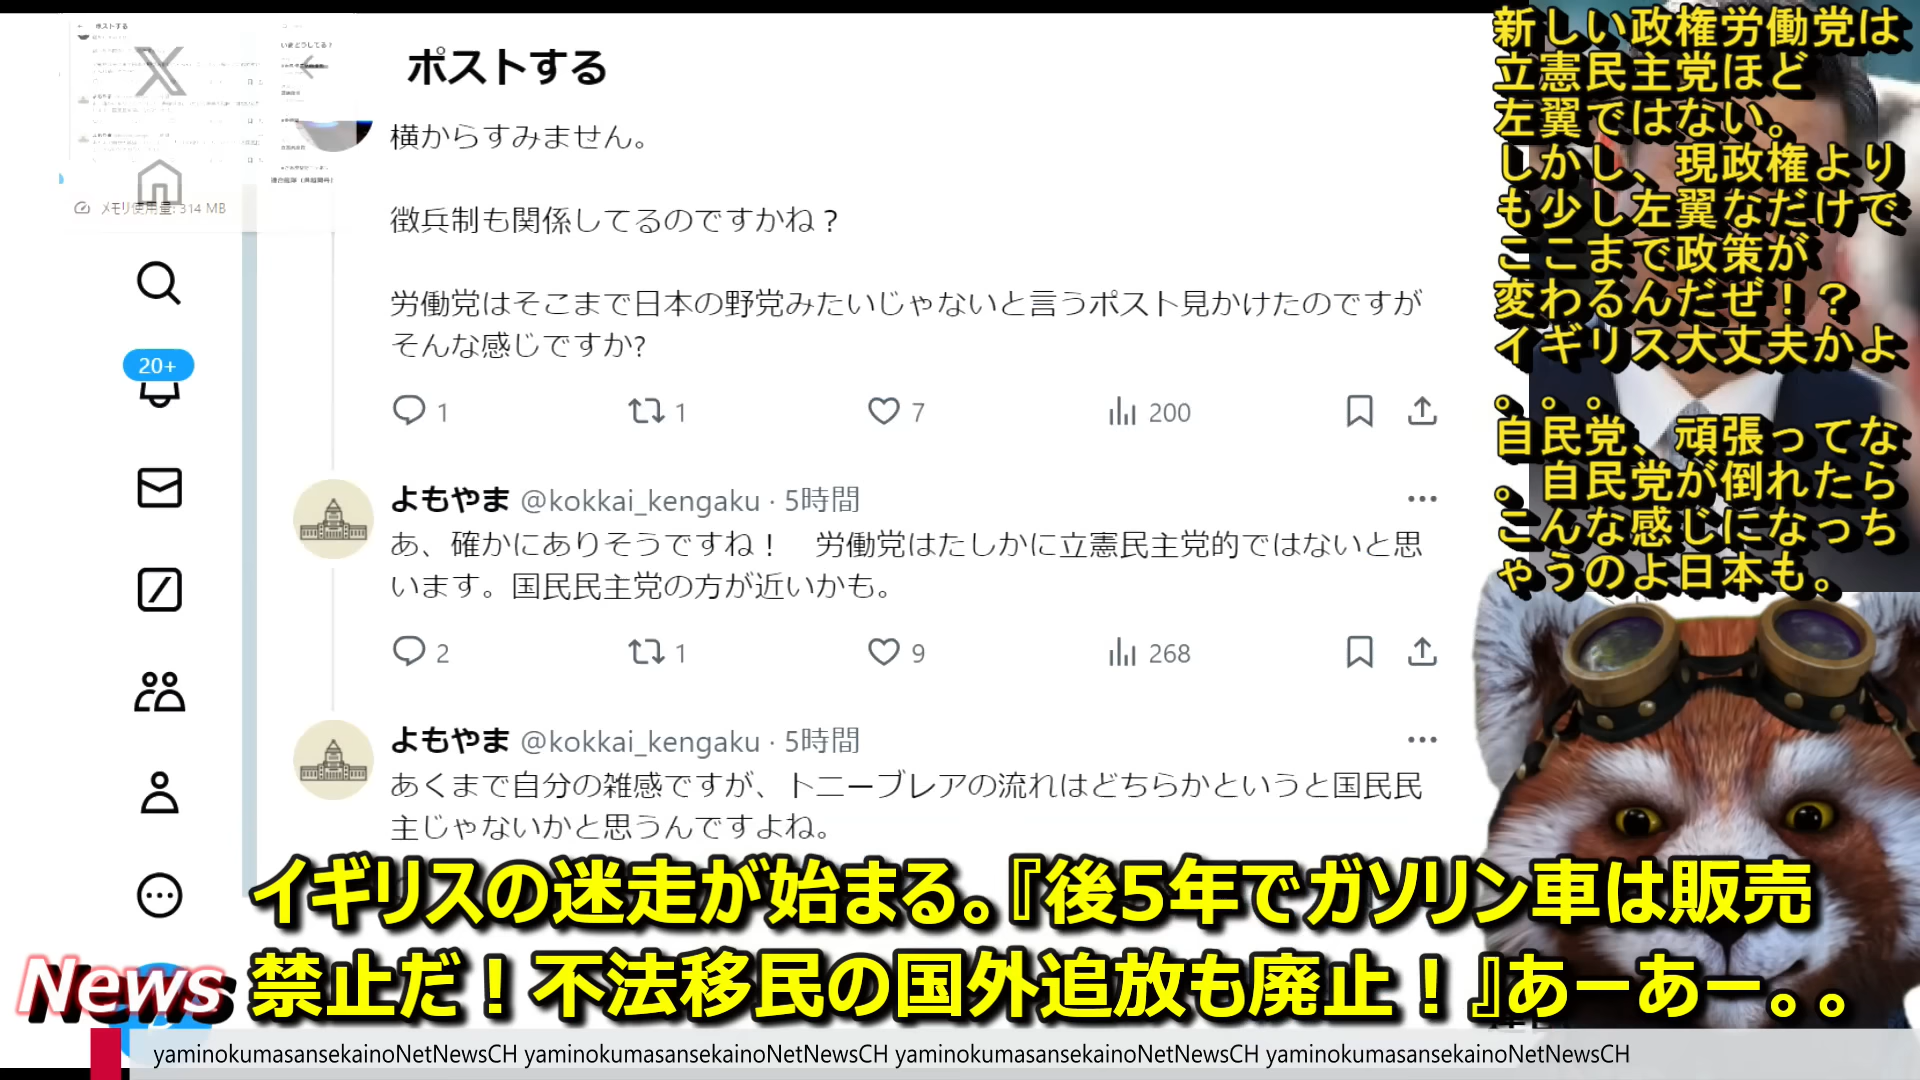 ポストする
横からすみません。
徴兵制も関係してるのですかね？
労働党はそこまで日本の野党みたいじゃないと言うポスト見かけたのですが
そんな感じですか?
1
1
7
200
よもやま @kokkai_kengaku · 5時間
あ、確かにありそうですね！　労働党はたしかに立憲民主党的ではないと思
います。国民民主党の方が近いかも。
2
1
9
268
よもやま @kokkai_kengaku · 5時間
あくまで自分の雑感ですが、トニーブレアの流れはどちらかというと国民民
主じゃないかと思うんですよね。
メモリ使用量: 314 MB
20+
新しい政権労働党は
立憲民主党ほど
左翼ではない。
しかし、現政権より
も少し左翼なだけで
ここまで政策が
変わるんだぜ！？
イギリス大丈夫かよ
。。。
自民党、頑張ってな
。自民党が倒れたら
こんな感じになっち
ゃうのよ日本も。
イギリスの迷走が始まる。『後5年でガソリン車は販売
禁止だ！不法移民の国外追放も廃止！』あーあー。。
News
yaminokumasansekainoNetNewsCH yaminokumasansekainoNetNewsCH yaminokumasansekainoNetNewsCH yaminokumasansekainoNetNewsCH